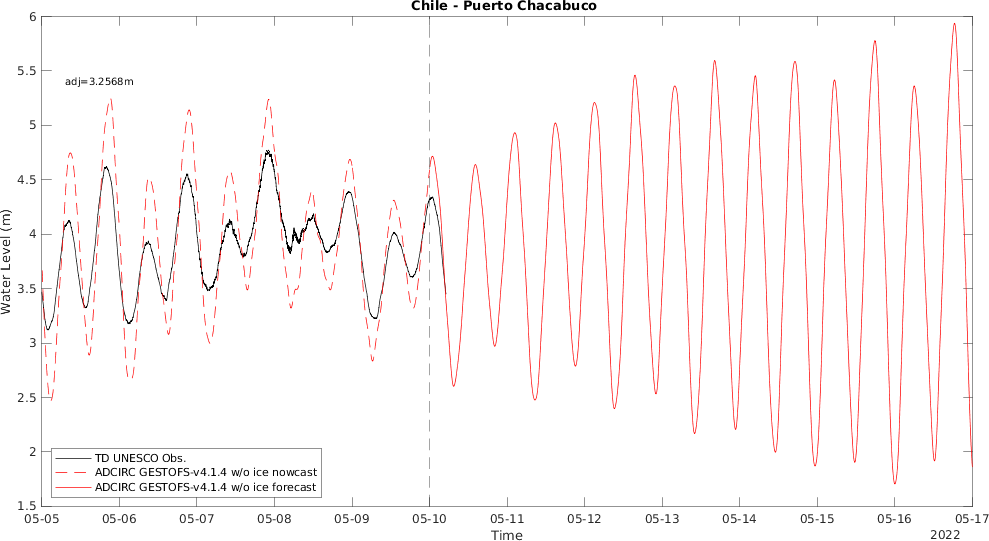 Chile - Puerto Chacabuco
6
5.5
5
4.5
4
3.5
3
2.5
2
1.5
Water Level (m)
adj=3.2568m
TD UNESCO Obs.
ADCIRC GESTOFS-v4.1.4 w/o ice nowcast
ADCIRC GESTOFS-v4.1.4 w/o ice forecast
05-05 05-06 05-07 05-08 05-09 05-10 05-11 05-12 05-13 05-14 05-15 05-16 05-17
Time
2022